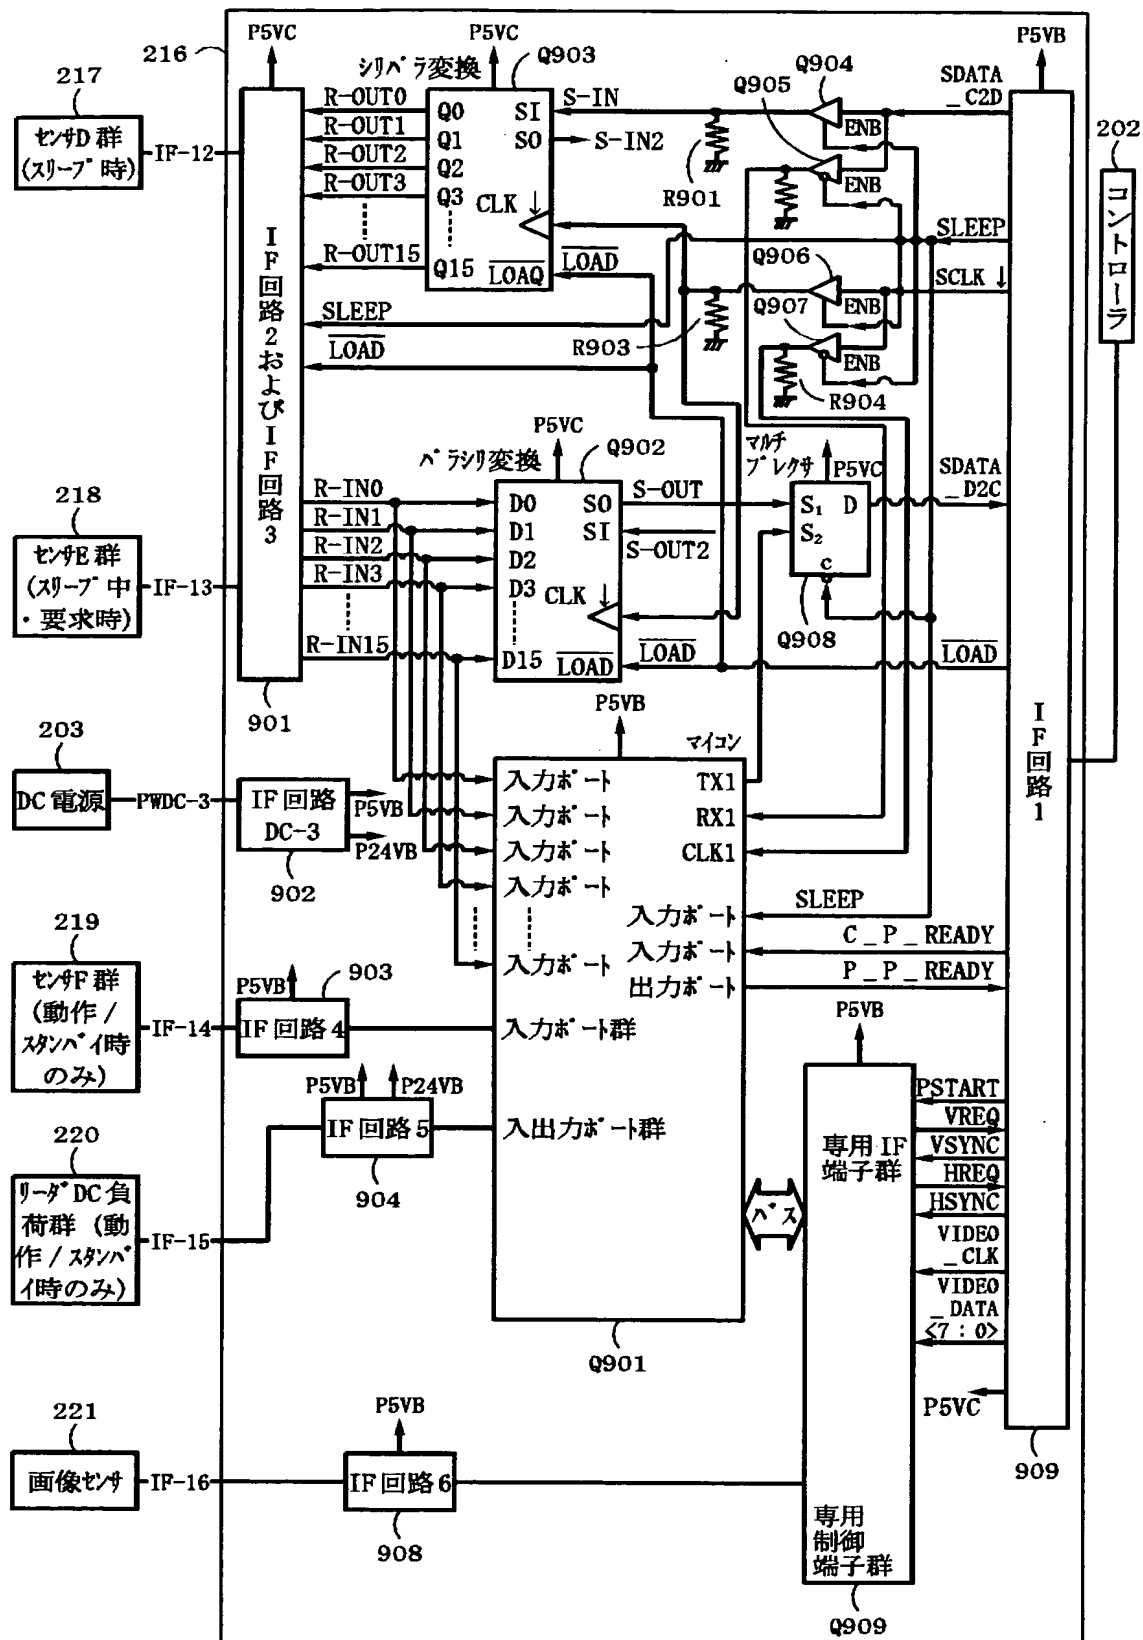 216
P5VC
P5VC
シリパラ変換
Q903
Q904
Q905
P5VB
217
センサD群
(スリープ時)
IF-12
R-OUT0
R-OUT1
R-OUT2
R-OUT3
R-OUT15
Q0
Q1
Q2
Q3
Q15
SI
SO
CLK ↓
LOAQ
S-IN
S-IN2
LOAD
R901
ENB
ENB
SDATA
_C2D
202
コントローラ
SLEEP
Q906
SCLK ↓
Q907
ENB
ENB
R903
R904
SLEEP
LOAD
IF回路2およびIF回路3
P5VC
パラシリ変換
Q902
マルチ
プレクサ
P5VC
SDATA
_D2C
218
センサE群
(スリープ中
・要求時)
IF-13
R-IN0
R-IN1
R-IN2
R-IN3
R-IN15
D0
D1
D2
D3
D15
SO
SI
CLK ↓
LOAD
S-OUT
S-OUT2
S1
S2
D
c
Q908
LOAD
LOAD
901
P5VB
マイコン
IF回路1
203
DC電源
PWDC-3
IF回路
DC-3
P5VB
P24VB
902
入力ポート
入力ポート
入力ポート
入力ポート
入力ポート
TX1
RX1
CLK1
入力ポート
入力ポート
出力ポート
SLEEP
C_P_READY
P_P_READY
219
センサF群
(動作/
スタンバイ時
のみ)
IF-14
P5VB
903
IF回路4
入力ポート群
P5VB
P24VB
IF回路5
904
入出力ポート群
220
リーダDC負
荷群(動
作/スタンバ
イ時のみ)
IF-15
バス
P5VB
専用IF
端子群
PSTART
VREQ
VSYNC
HREQ
HSYNC
VIDEO
_CLK
VIDEO
_DATA
<7:0>
P5VC
Q901
909
221
画像センサ
IF-16
P5VB
IF回路6
908
専用
制御
端子群
Q909